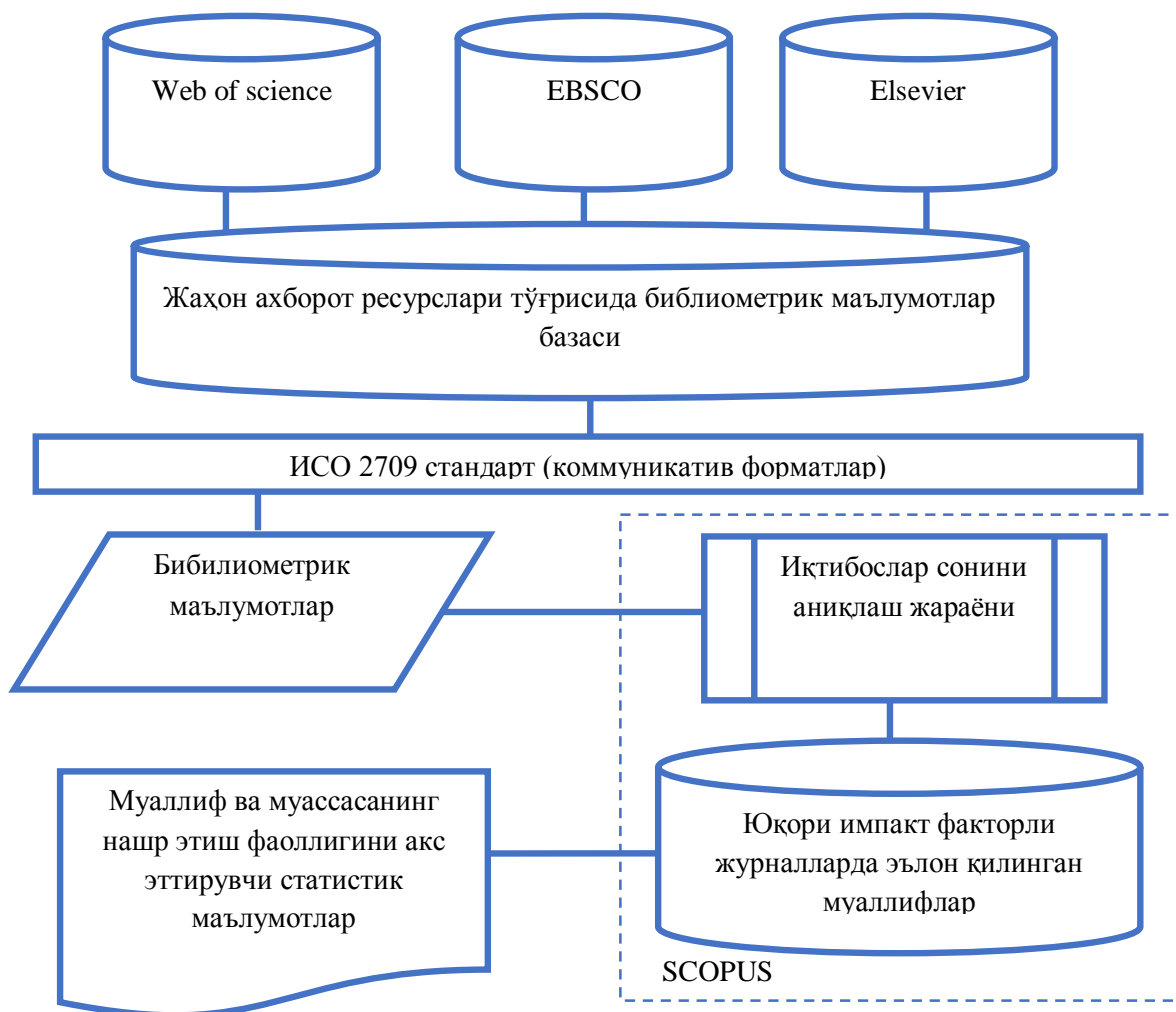 Web of science
EBSCO
Elsevier
Жаҳон ахборот ресурслари тўғрисида библиометрик маълумотлар
базаси
ИСО 2709 стандарт (коммуникатив форматлар)
Бибилиометрик
маълумотлар
Иқтибослар сонини
аниқлаш жараёни
Муаллиф ва муассасанинг
нашр этиш фаоллигини акс
эттирувчи статистик
маълумотлар
Юқори импакт факторли
журналларда эълон қилинган
муаллифлар
SCOPUS